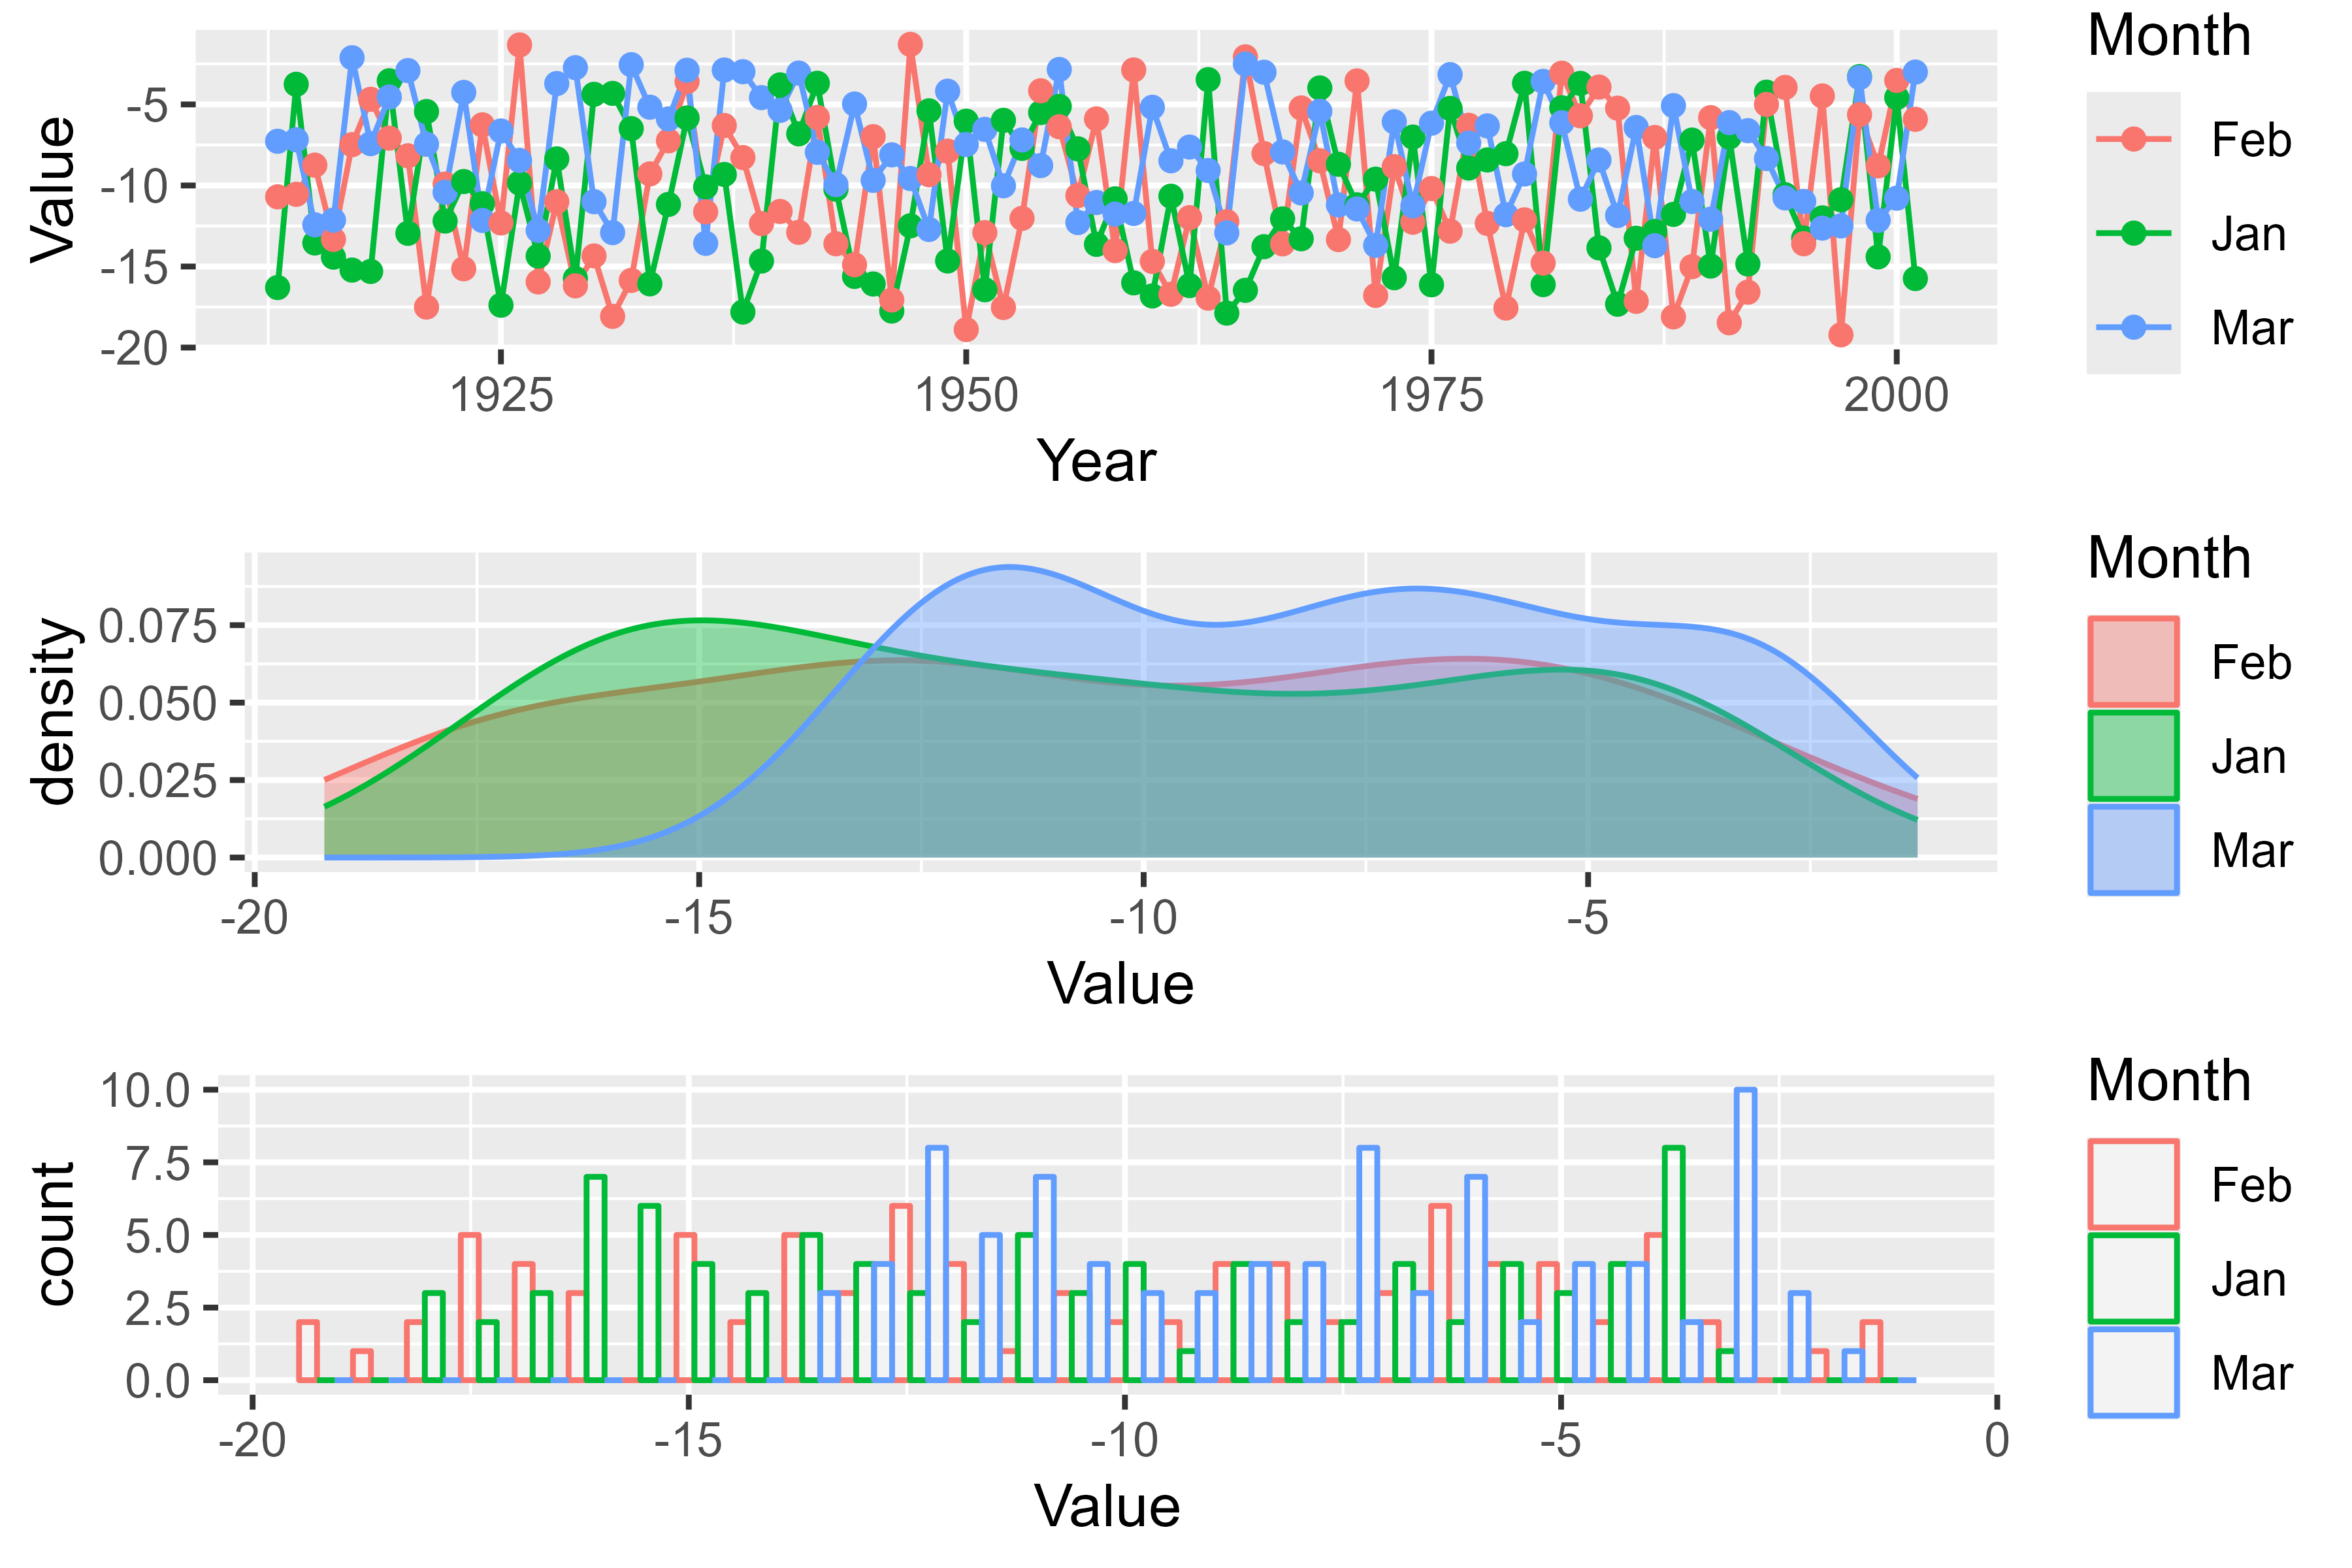 Value
-5
-10
-15
-20
1925 1950 1975 2000
Year
Month
Feb
Jan
Mar
density
0.075
0.050
0.025
0.000
-20 -15 -10 -5
Value
Month
Feb
Jan
Mar
count
10.0
7.5
5.0
2.5
0.0
-20 -15 -10 -5 0
Value
Month
Feb
Jan
Mar